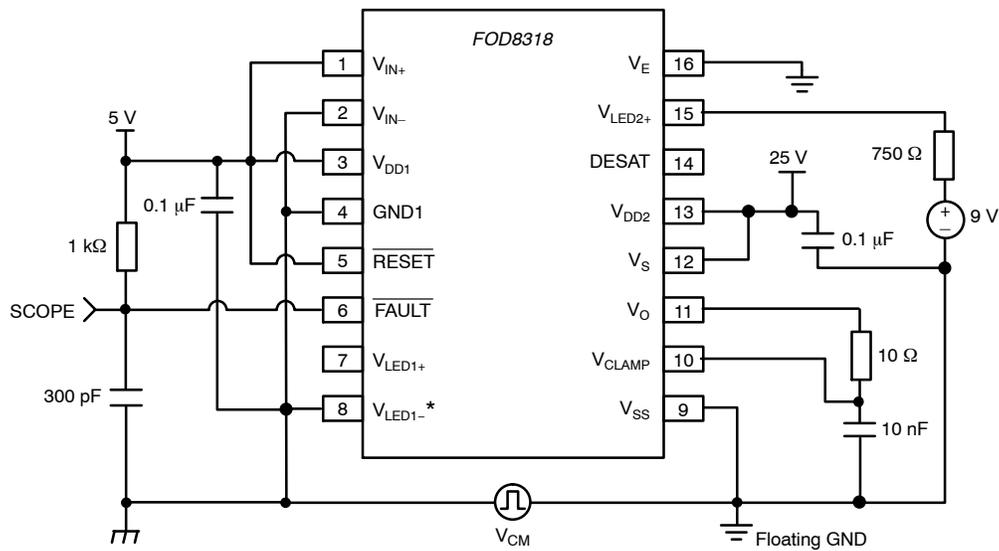 FOD8318
1 V_IN+
2 V_IN–
3 V_DD1
4 GND1
5 RESET
6 FAULT
7 V_LED1+
8 V_LED1–*
V_E 16
V_LED2+ 15
DESAT 14
V_DD2 13
V_S 12
V_O 11
V_CLAMP 10
V_SS 9
5 V
0.1 μF
1 kΩ
SCOPE
300 pF
25 V
0.1 μF
750 Ω
+
–
9 V
10 Ω
10 nF
V_CM
Floating GND